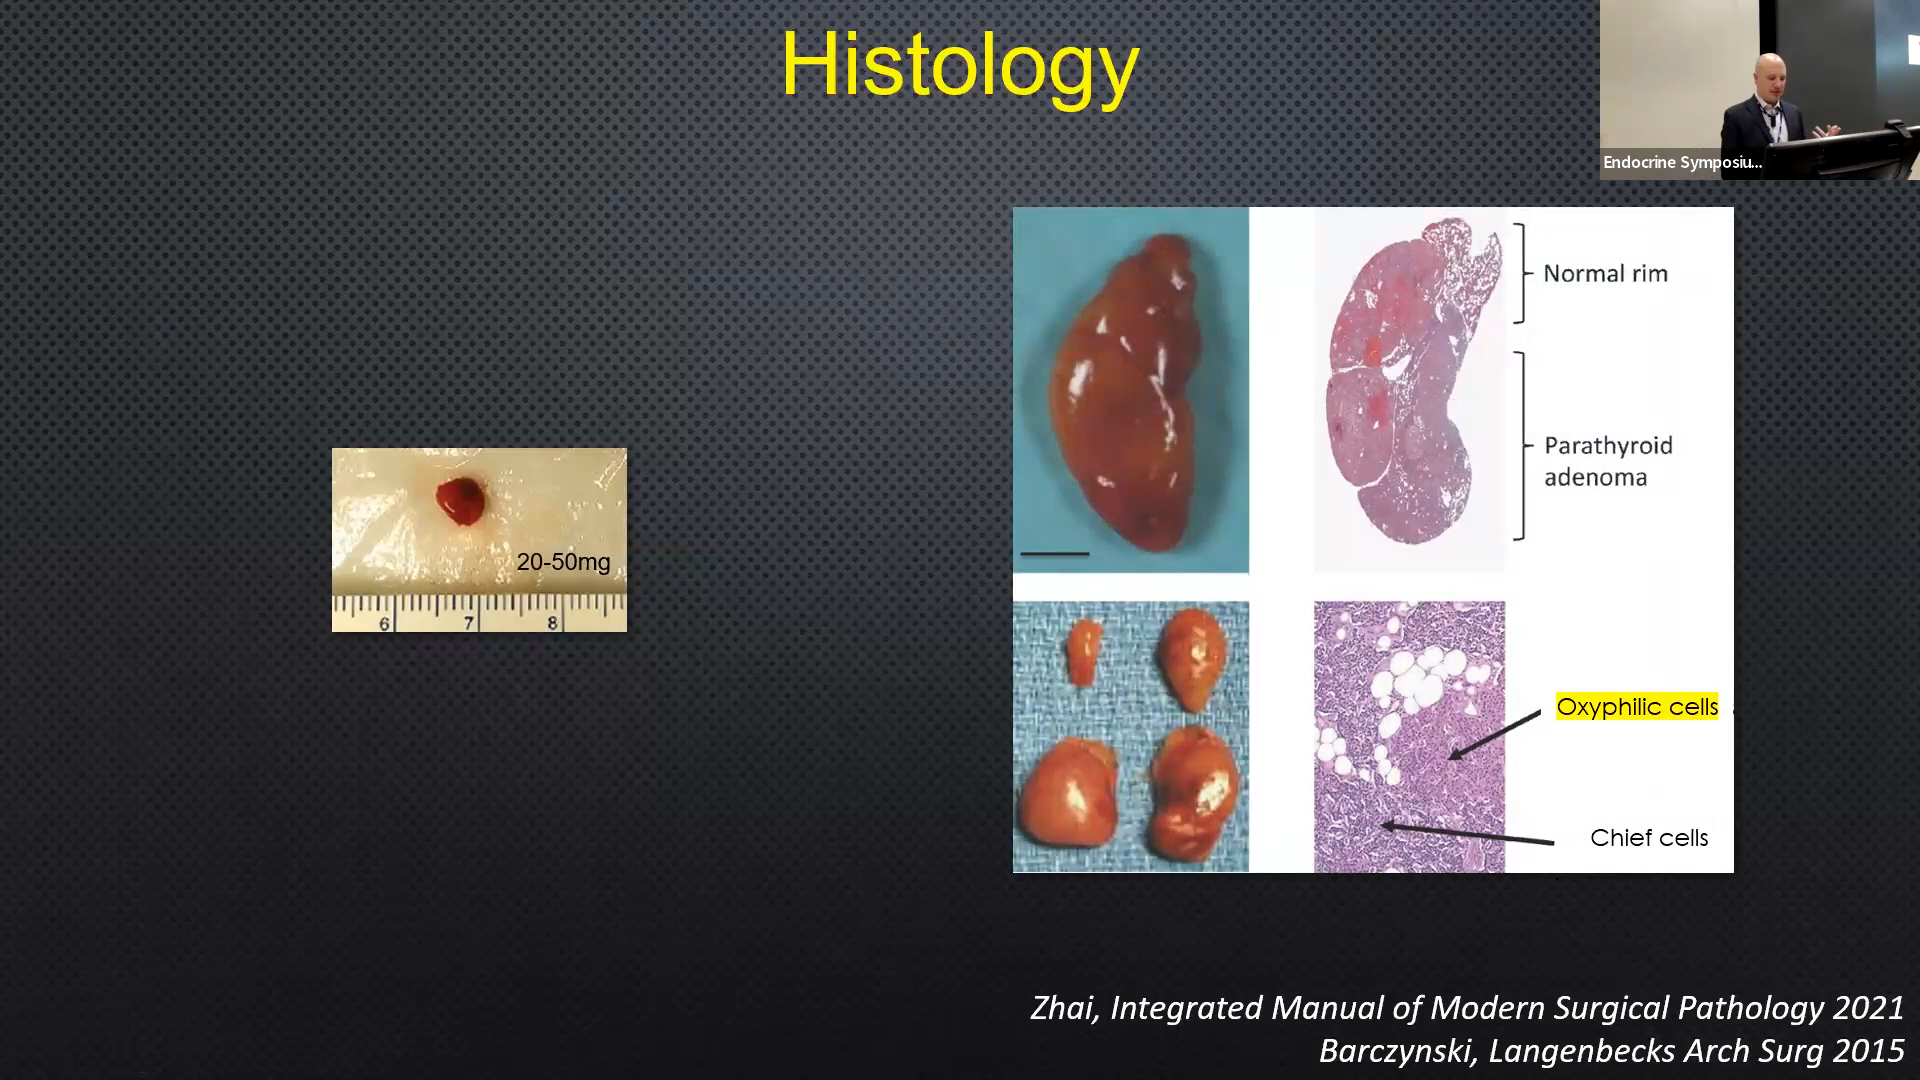 Histology
Endocrine Symposiu...
20-50mg
6 7 8
Normal rim
Parathyroid
adenoma
Oxyphilic cells
Chief cells
Zhai, Integrated Manual of Modern Surgical Pathology 2021
Barczynski, Langenbecks Arch Surg 2015